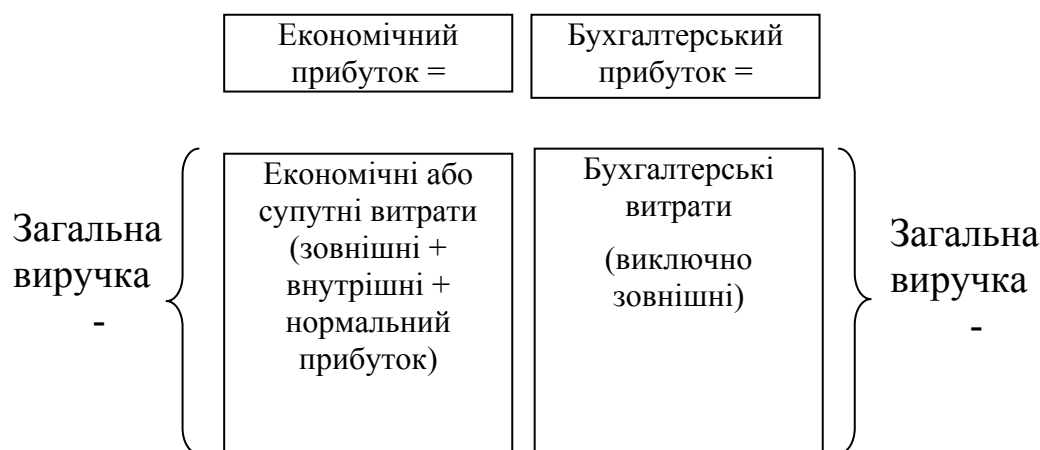 Економічний
прибуток =
Бухгалтерський
прибуток =
Загальна
виручка
-
Економічні або
супутні витрати
(зовнішні +
внутрішні +
нормальний
прибуток)
Бухгалтерські
витрати
(виключно
зовнішні)
Загальна
виручка
-